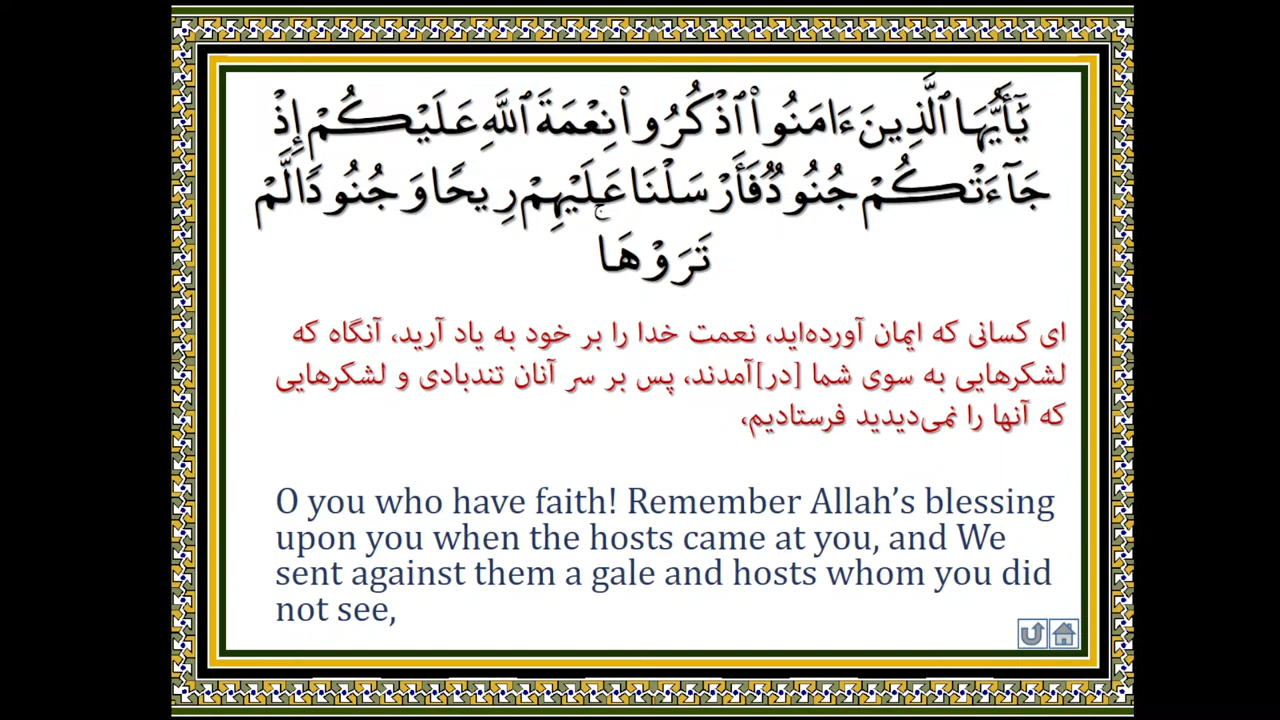 يَٰٓأَيُّهَا ٱلَّذِينَ ءَامَنُوا۟ ٱذْكُرُوا۟ نِعْمَةَ ٱللَّهِ عَلَيْكُمْ إِذْ
جَآءَتْكُمْ جُنُودٌ فَأَرْسَلْنَا عَلَيْهِمْ رِيحًا وَجُنُودًا لَّمْ
تَرَوْهَا ۚ
ای کسانی که ایمان آورده‌اید، نعمت خدا را بر خود به یاد آرید، آنگاه که
لشکرهایی به سوی شما [در]آمدند، پس بر سر آنان تندبادی و لشکرهایی
که آنها را نمی‌دیدید فرستادیم،
O you who have faith! Remember Allah’s blessing
upon you when the hosts came at you, and We
sent against them a gale and hosts whom you did
not see,